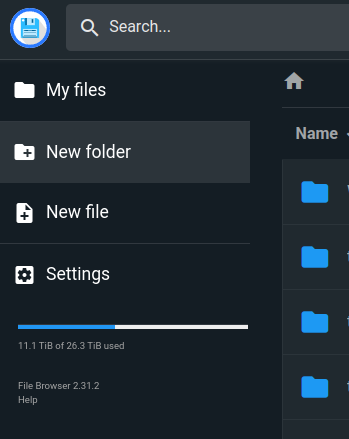 Search...
My files
New folder
New file
Settings
11.1 TiB of 26.3 TiB used
File Browser 2.31.2
Help
Name